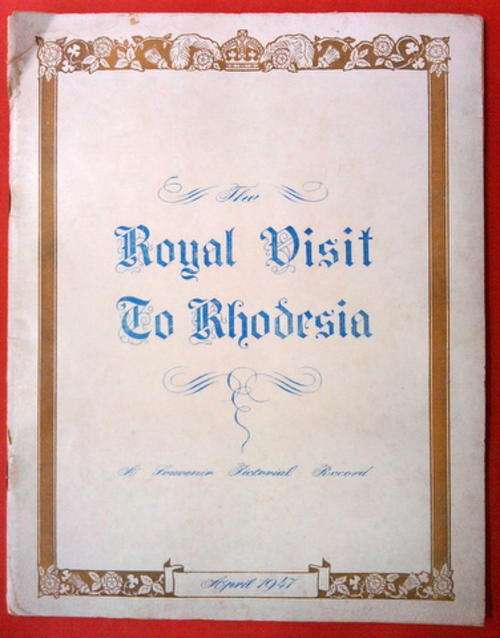 The
Royal Visit
To Rhodesia
A Souvenir Pictorial Record
April 1947